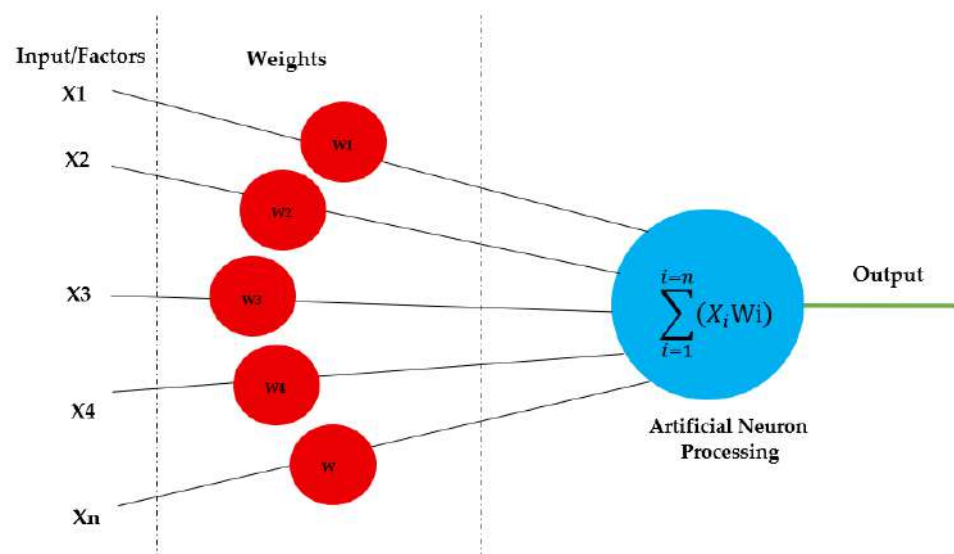 Input/Factors
Weights
X1
W1
X2
W2
X3
W3
X4
W4
Xn
W
i=n
∑(XᵢWi)
i=1
Output
Artificial Neuron
Processing